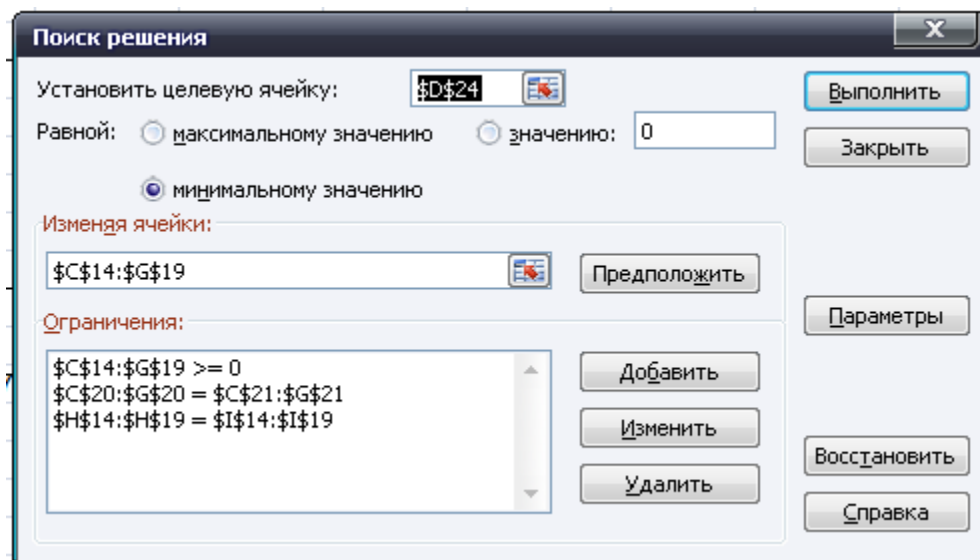 Поиск решения
Установить целевую ячейку: $D$24
Равной: максимальному значению значению: 0
минимальному значению
Изменяя ячейки:
$C$14:$G$19
Предположить
Ограничения:
$C$14:$G$19 >= 0
$C$20:$G$20 = $C$21:$G$21
$H$14:$H$19 = $I$14:$I$19
Добавить
Изменить
Удалить
Выполнить
Закрыть
Параметры
Восстановить
Справка